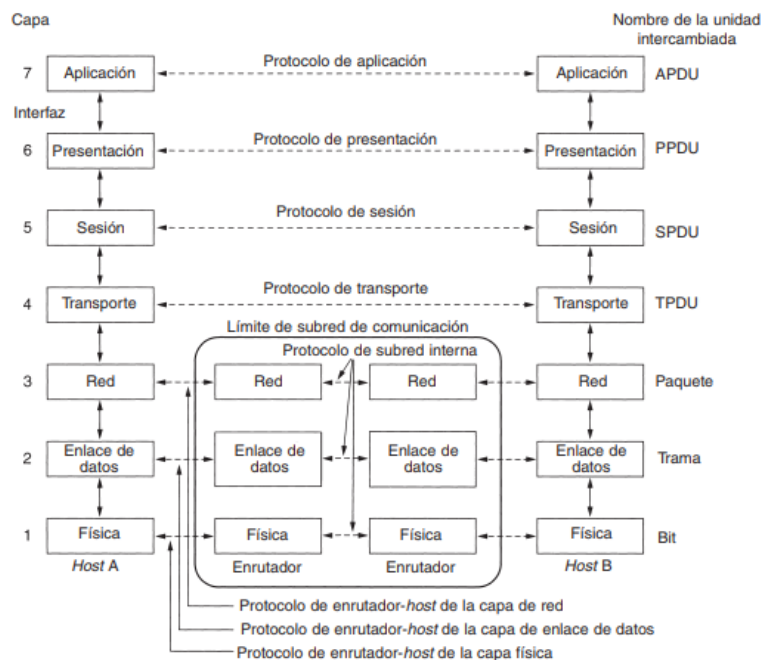 Capa
Nombre de la unidad
intercambiada
Protocolo de aplicación
7 Aplicación Aplicación APDU
Interfaz
Protocolo de presentación
6 Presentación Presentación PPDU
Protocolo de sesión
5 Sesión Sesión SPDU
Protocolo de transporte
4 Transporte Transporte TPDU
Límite de subred de comunicación
Protocolo de subred interna
3 Red Red Red Red Paquete
2 Enlace de datos Enlace de datos Enlace de datos Enlace de datos Trama
1 Física Física Física Física Bit
Host A Enrutador Enrutador Host B
Protocolo de enrutador-host de la capa de red
Protocolo de enrutador-host de la capa de enlace de datos
Protocolo de enrutador-host de la capa física